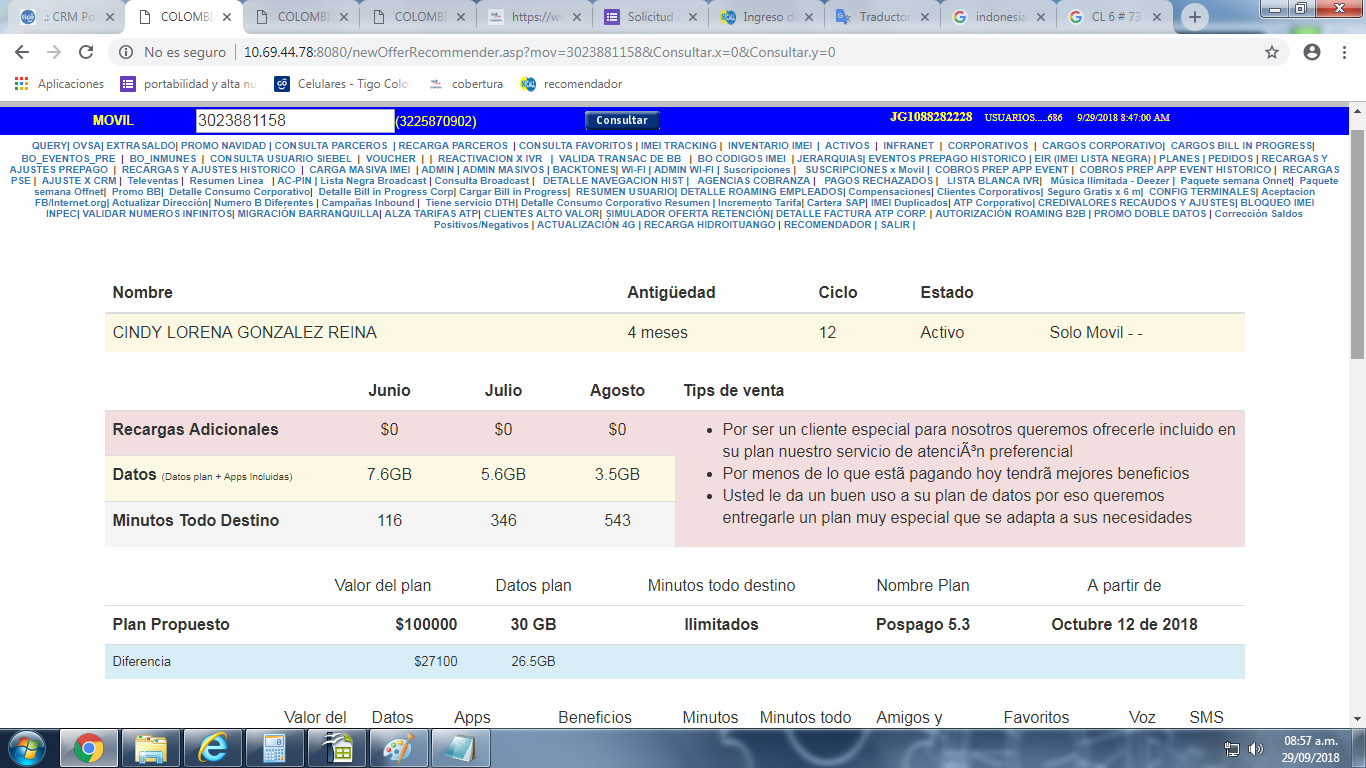 .: CRM Po
COLOMBI
COLOMBI
COLOMBI
https://w
Solicitud
Ingreso d
Traducto
indonesia
CL 6 # 73
No es seguro | 10.69.44.78:8080/newOfferRecommender.asp?mov=3023881158&Consultar.x=0&Consultar.y=0
Aplicaciones portabilidad y alta nu Celulares - Tigo Colo cobertura recomendador
MOVIL 3023881158 (3225870902) Consultar JG1088282228 USUARIOS.....686 9/29/2018 8:47:00 AM
QUERY| OVSA| EXTRASALDO| PROMO NAVIDAD | CONSULTA PARCEROS | RECARGA PARCEROS | CONSULTA FAVORITOS | IMEI TRACKING | INVENTARIO IMEI | ACTIVOS | INFRANET | CORPORATIVOS | CARGOS CORPORATIVO| CARGOS BILL IN PROGRESS|
BO_EVENTOS_PRE | BO_INMUNES | CONSULTA USUARIO SIEBEL | VOUCHER | | REACTIVACION X IVR | VALIDA TRANSAC DE BB | BO CODIGOS IMEI | JERARQUIAS| EVENTOS PREPAGO HISTORICO | EIR (IMEI LISTA NEGRA) | PLANES | PEDIDOS | RECARGAS Y
AJUSTES PREPAGO | RECARGAS Y AJUSTES HISTORICO | CARGA MASIVA IMEI | ADMIN | ADMIN MASIVOS | BACKTONES| WI-FI | ADMIN WI-FI | Suscripciones | SUSCRIPCIONES x Movil | COBROS PREP APP EVENT | COBROS PREP APP EVENT HISTORICO | RECARGAS
PSE | AJUSTE X CRM | Televentas | Resumen Linea | AC-PIN | Lista Negra Broadcast | Consulta Broadcast | DETALLE NAVEGACION HIST | AGENCIAS COBRANZA | PAGOS RECHAZADOS | LISTA BLANCA IVR| Música Ilimitada - Deezer | Paquete semana Onnet| Paquete
semana Offnet| Promo BB| Detalle Consumo Corporativo| Detalle Bill in Progress Corp| Cargar Bill in Progress| RESUMEN USUARIO| DETALLE ROAMING EMPLEADOS| Compensaciones| Clientes Corporativos| Seguro Gratis x 6 m| CONFIG TERMINALES| Aceptacion
FB/Internet.org| Actualizar Dirección| Numero B Diferentes | Campañas Inbound | Tiene servicio DTH| Detalle Consumo Corporativo Resumen | Incremento Tarifa| Cartera SAP| IMEI Duplicados| ATP Corporativo| CREDIVALORES RECAUDOS Y AJUSTES| BLOQUEO IMEI
INPEC| VALIDAR NUMEROS INFINITOS| MIGRACIÓN BARRANQUILLA| ALZA TARIFAS ATP| CLIENTES ALTO VALOR| SIMULADOR OFERTA RETENCIÓN| DETALLE FACTURA ATP CORP. | AUTORIZACIÓN ROAMING B2B | PROMO DOBLE DATOS | Corrección Saldos
Positivos/Negativos | ACTUALIZACIÓN 4G | RECARGA HIDROITUANGO | RECOMENDADOR | SALIR |
Nombre Antigüedad Ciclo Estado
CINDY LORENA GONZALEZ REINA 4 meses 12 Activo Solo Movil - -
Junio Julio Agosto Tips de venta
Recargas Adicionales $0 $0 $0
Datos (Datos plan + Apps Incluidas) 7.6GB 5.6GB 3.5GB
Minutos Todo Destino 116 346 543
• Por ser un cliente especial para nosotros queremos ofrecerle incluido en
su plan nuestro servicio de atenciÃ³n preferencial
• Por menos de lo que estã pagando hoy tendrã mejores beneficios
• Usted le da un buen uso a su plan de datos por eso queremos
entregarle un plan muy especial que se adapta a sus necesidades
Valor del plan Datos plan Minutos todo destino Nombre Plan A partir de
Plan Propuesto $100000 30 GB Ilimitados Pospago 5.3 Octubre 12 de 2018
Diferencia $27100 26.5GB
Valor del Datos Apps Beneficios Minutos Minutos todo Amigos y Favoritos Voz SMS
08:57 a.m.
29/09/2018